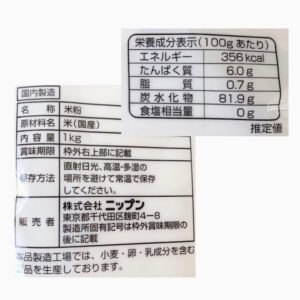 栄養成分表示(100gあたり)
エネルギー 356kcal
たんぱく質 6.0g
脂質 0.7g
炭水化物 81.9g
食塩相当量 0g
推定値
国内製造
名称 米粉
原材料名 米(国産)
内容量 1kg
賞味期限 枠外右上部に記載
保存方法 直射日光、高温・多湿の
場所を避けて常温で保存
してください。
販売者 株式会社 ニップン
東京都千代田区麹町4-8
製造所固有記号は枠外賞味期限の
後に記載
本品製造工場では、小麦・卵・乳成分を含む
製品を生産しております。